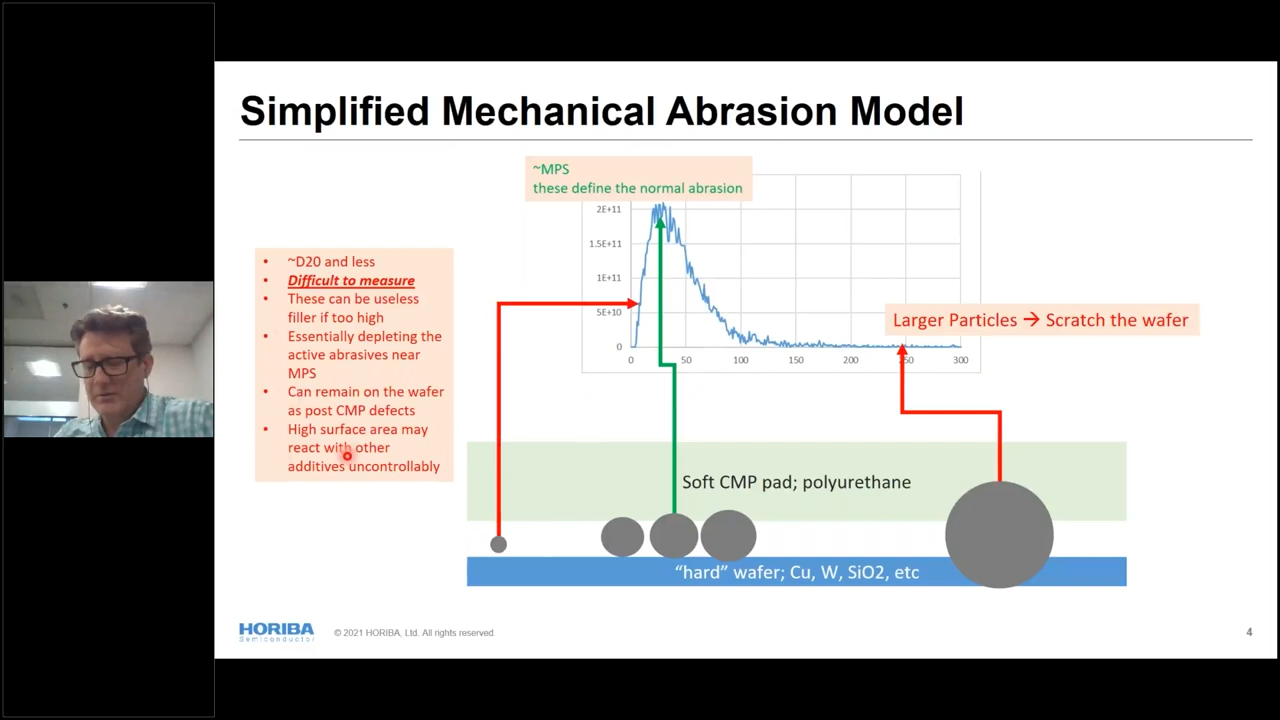 Simplified Mechanical Abrasion Model
~MPS
these define the normal abrasion
2E+11
1.5E+11
1E+11
5E+10
0
0
50
100
150
200
250
300
• ~D20 and less
• Difficult to measure
• These can be useless
filler if too high
• Essentially depleting the
active abrasives near
MPS
• Can remain on the wafer
as post CMP defects
• High surface area may
react with other
additives uncontrollably
Larger Particles → Scratch the wafer
Soft CMP pad; polyurethane
“hard” wafer; Cu, W, SiO2, etc
HORIBA
Semiconductor
© 2021 HORIBA, Ltd. All rights reserved
4